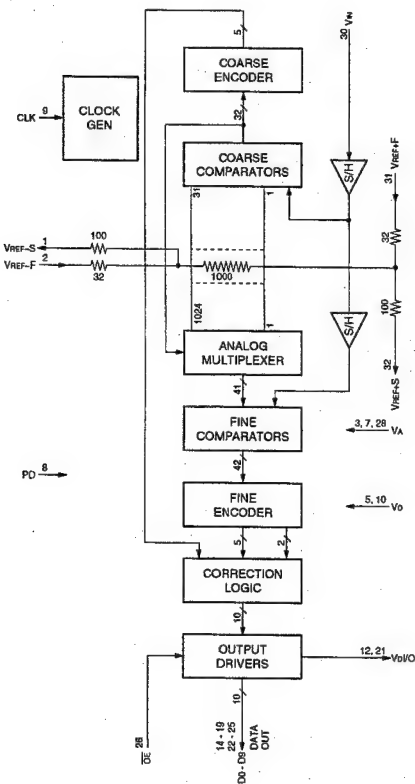 5
COARSE
ENCODER
30 VIN
CLK 9
CLOCK
GEN
32
COARSE
COMPARATORS
S/H
31 VREF+F
31
1
32
VREF-S 1
100
VREF-F 2
32
1000
100
1024
1
S/H
32 VREF+S
ANALOG
MULTIPLEXER
41
FINE
COMPARATORS
3, 7, 28 VA
42
PD 8
FINE
ENCODER
5, 10 VD
5
2
CORRECTION
LOGIC
10
OUTPUT
DRIVERS
12, 21 VDI/O
10
OE 26
14 - 19
22 - 25
D0 - D9
DATA
OUT